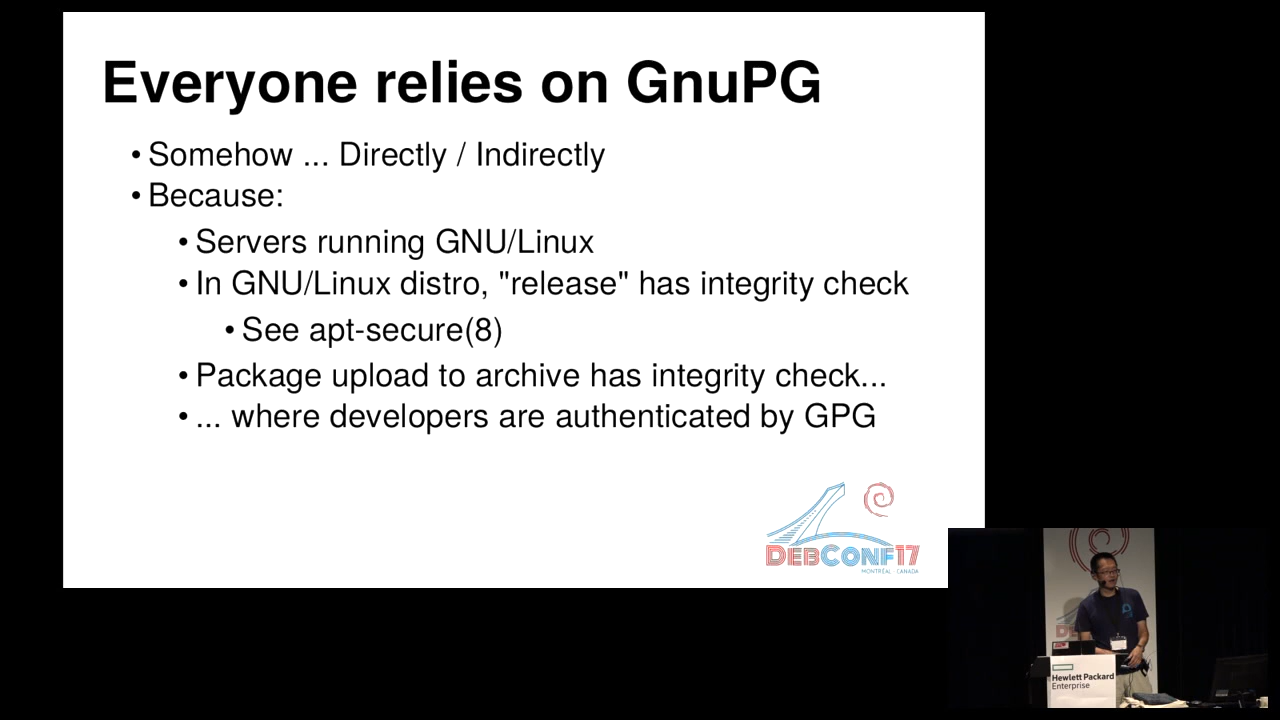 Everyone relies on GnuPG
• Somehow ... Directly / Indirectly
• Because:
• Servers running GNU/Linux
• In GNU/Linux distro, "release" has integrity check
• See apt-secure(8)
• Package upload to archive has integrity check...
• ... where developers are authenticated by GPG
DEBCONF17
MONTRÉAL CANADA
DE
Hewlett Packard
Enterprise